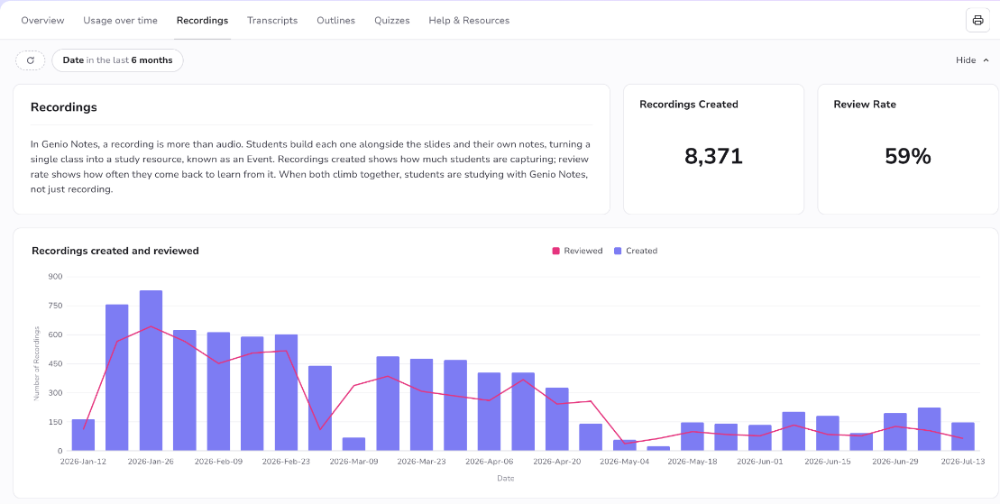 Overview Usage over time Recordings Transcripts Outlines Quizzes Help & Resources
Date in the last 6 months
Hide
Recordings
In Genio Notes, a recording is more than audio. Students build each one alongside the slides and their own notes, turning a
single class into a study resource, known as an Event. Recordings created shows how much students are capturing; review
rate shows how often they come back to learn from it. When both climb together, students are studying with Genio Notes,
not just recording.
Recordings Created
8,371
Review Rate
59%
Recordings created and reviewed
Reviewed Created
Number of Recordings
900
750
600
450
300
150
0
2026-Jan-12 2026-Jan-26 2026-Feb-09 2026-Feb-23 2026-Mar-09 2026-Mar-23 2026-Apr-06 2026-Apr-20 2026-May-04 2026-May-18 2026-Jun-01 2026-Jun-15 2026-Jun-29 2026-Jul-13
Date